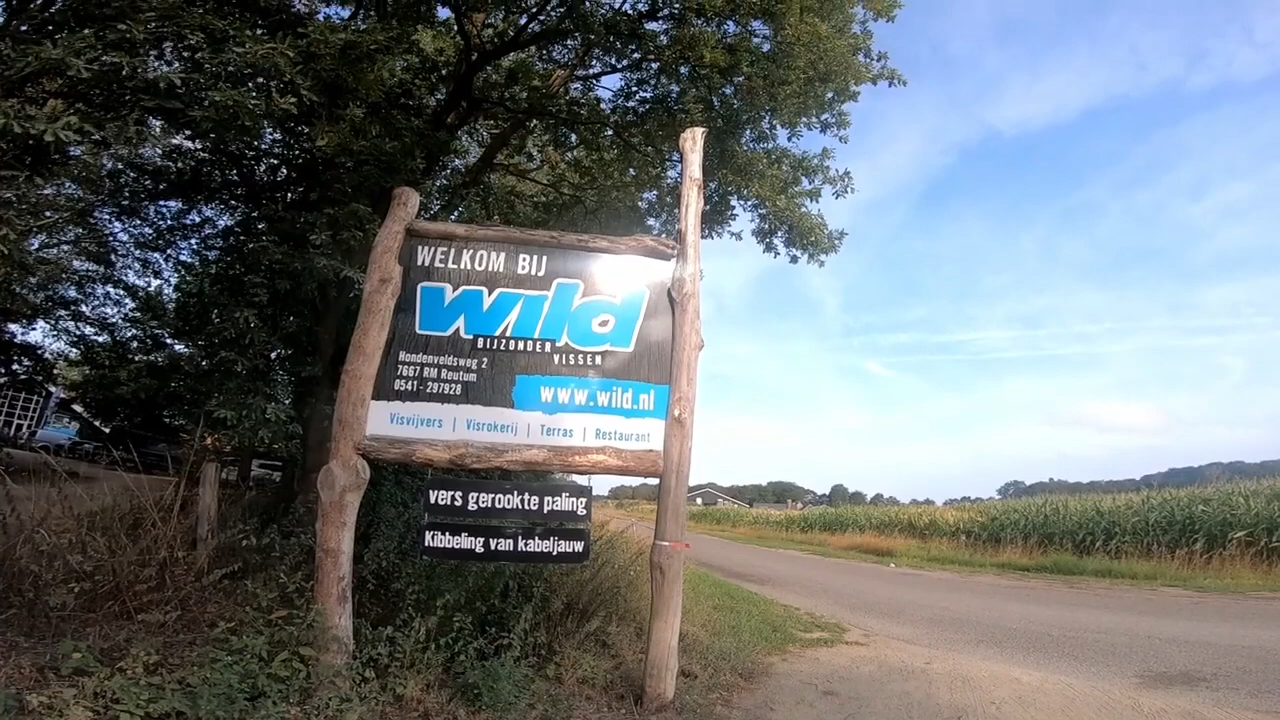 WELKOM BIJ
wild
BIJZONDER
VISSEN
Hondenveldsweg 2
7667 RM Reutum
0541 - 297928
www.wild.nl
Visvijvers | Visrokerij | Terras | Restaurant
vers gerookte paling
Kibbeling van kabeljauw